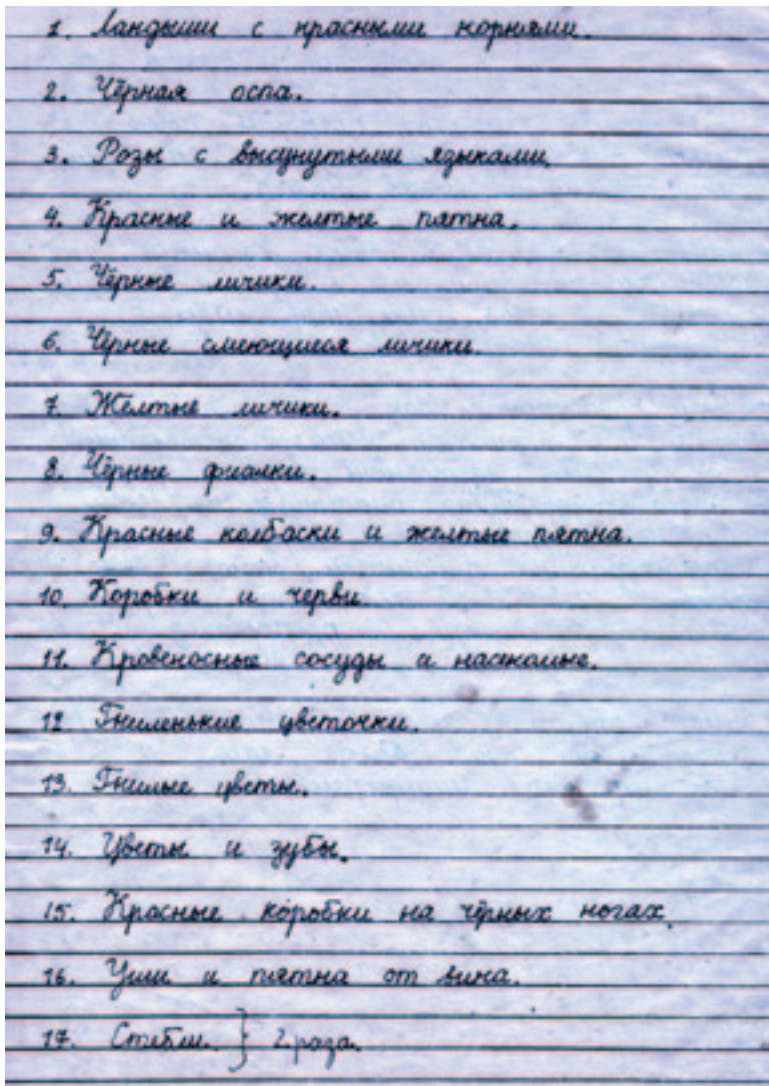 1. Ландыши с красными корнями.
2. Чёрная оспа.
3. Розы с высунутыми языками.
4. Красные и желтые пятна.
5. Чёрные личики.
6. Чёрные смеющиеся личики.
7. Жёлтые личики.
8. Чёрные фиалки.
9. Красные колбаски и желтые пятна.
10. Коробки и черви.
11. Кровеносные сосуды и насекомые.
12 Гниленькие цветочки.
13. Гнилые цветы.
14. Цветы и зубы.
15. Красные коробки на чёрных ногах.
16. Уши и пятна от вина.
17. Стебли. } 2 раза.